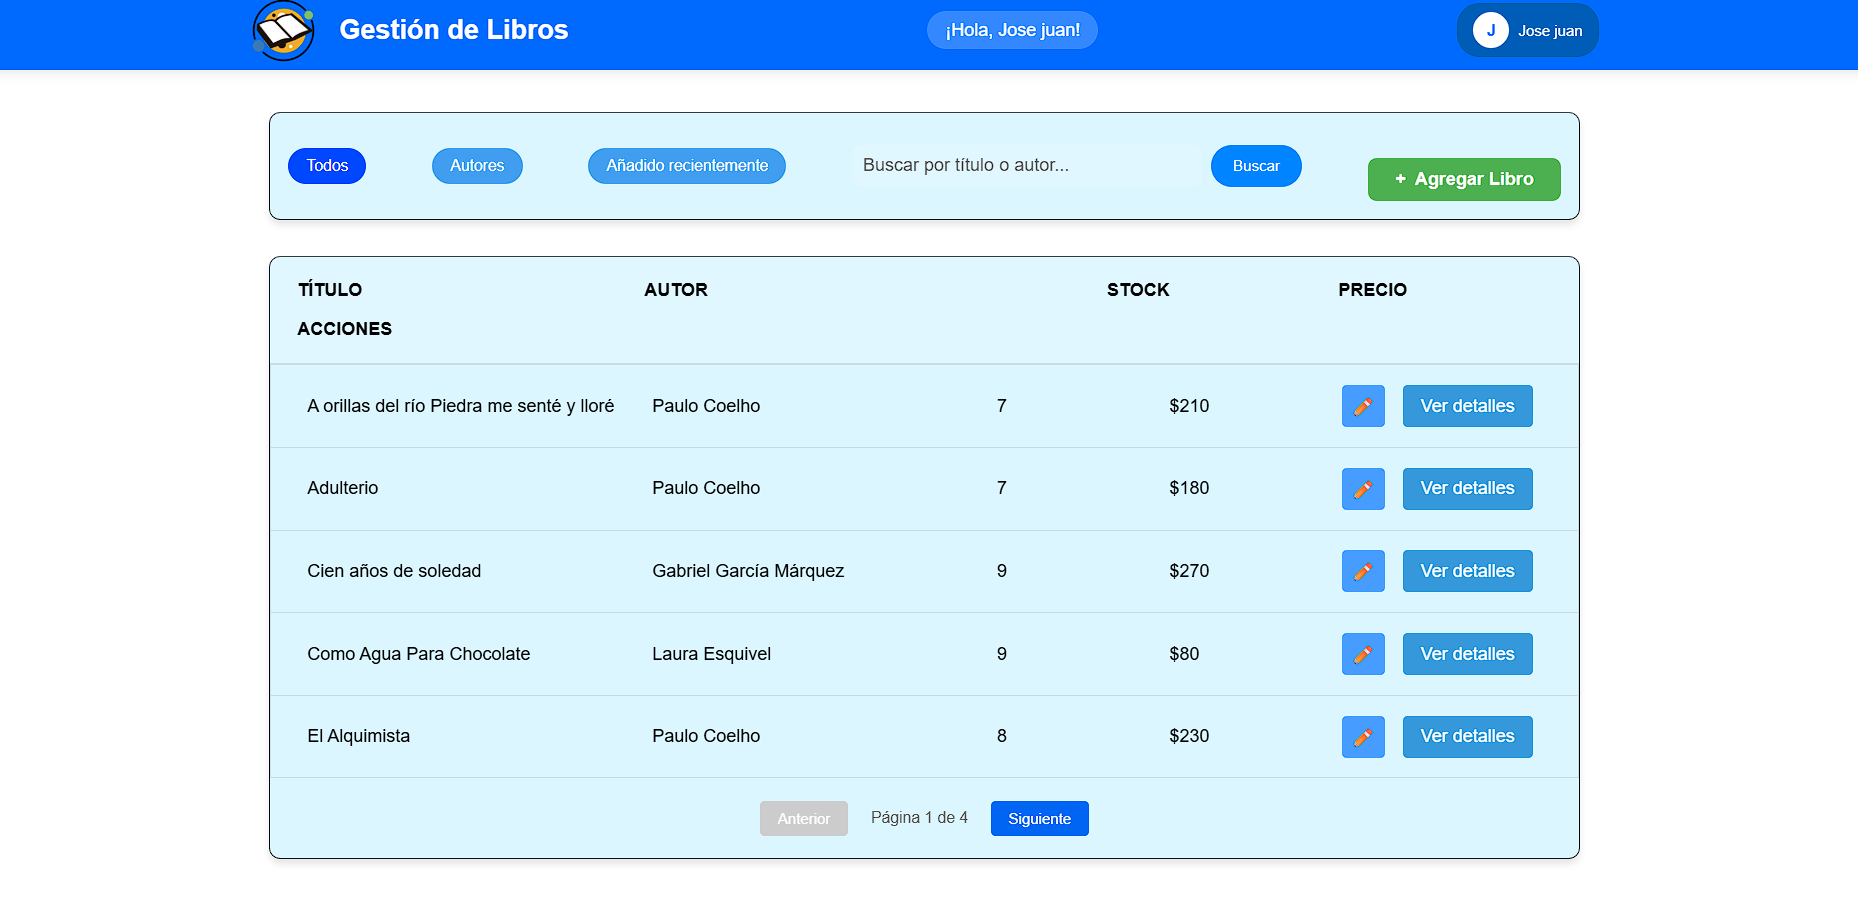 Gestión de Libros
¡Hola, Jose juan!
J Jose juan
Todos Autores Añadido recientemente Buscar por título o autor... Buscar + Agregar Libro
TÍTULO AUTOR STOCK PRECIO
ACCIONES
A orillas del río Piedra me senté y lloré Paulo Coelho 7 $210 Ver detalles
Adulterio Paulo Coelho 7 $180 Ver detalles
Cien años de soledad Gabriel García Márquez 9 $270 Ver detalles
Como Agua Para Chocolate Laura Esquivel 9 $80 Ver detalles
El Alquimista Paulo Coelho 8 $230 Ver detalles
Anterior Página 1 de 4 Siguiente